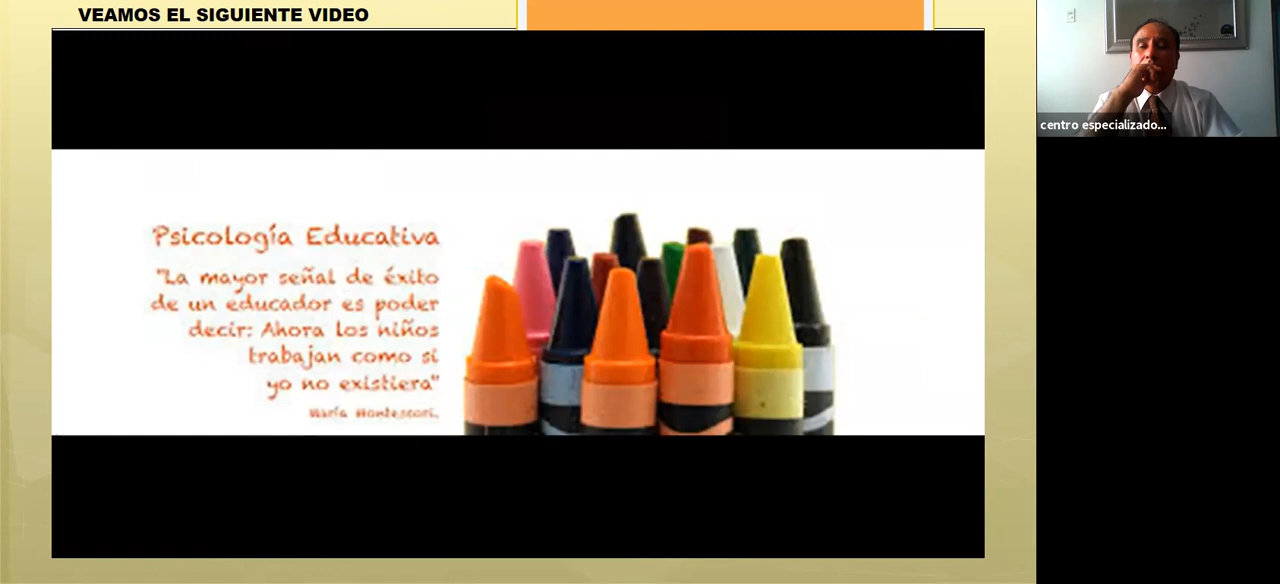 VEAMOS EL SIGUIENTE VIDEO
Psicología Educativa
"La mayor señal de éxito
de un educador es poder
decir: Ahora los niños
trabajan como si
yo no existiera"
María Montessori.
centro especializado...